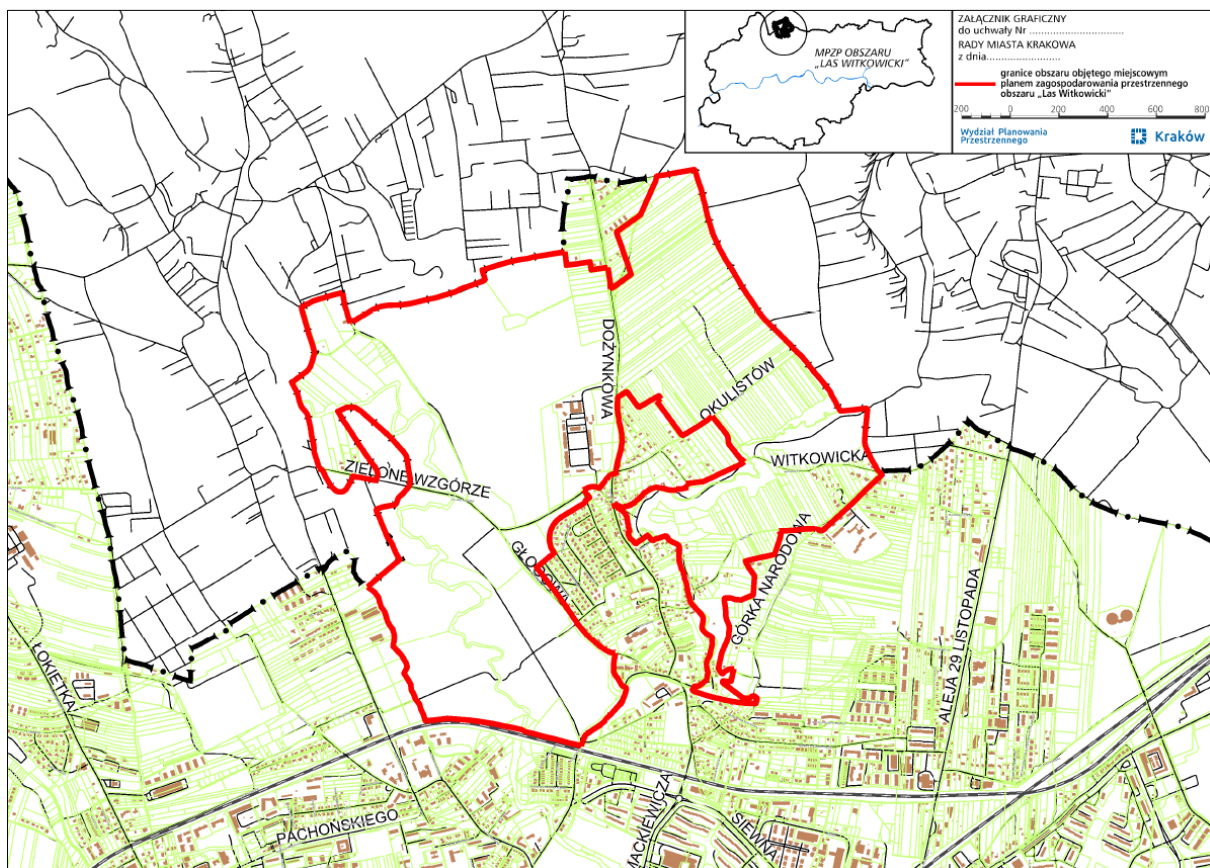 MPZP OBSZARU
„LAS WITKOWICKI"
ZAŁĄCZNIK GRAFICZNY
do uchwały Nr ................................
RADY MIASTA KRAKOWA
z dnia.........................
granice obszaru objętego miejscowym
planem zagospodarowania przestrzennego
obszaru „Las Witkowicki"
200 0 200 400 600 800
Wydział Planowania
Przestrzennego
Kraków
DOŻYNKOWA
OKULISTÓW
WITKOWICKA
ZIELONE WZGÓRZE
GŁOGOWA
GÓRKA NARODOWA
ALEJA 29 LISTOPADA
ŁOKIETKA
PACHOŃSKIEGO
MACKIEWICZA
SIEWNA